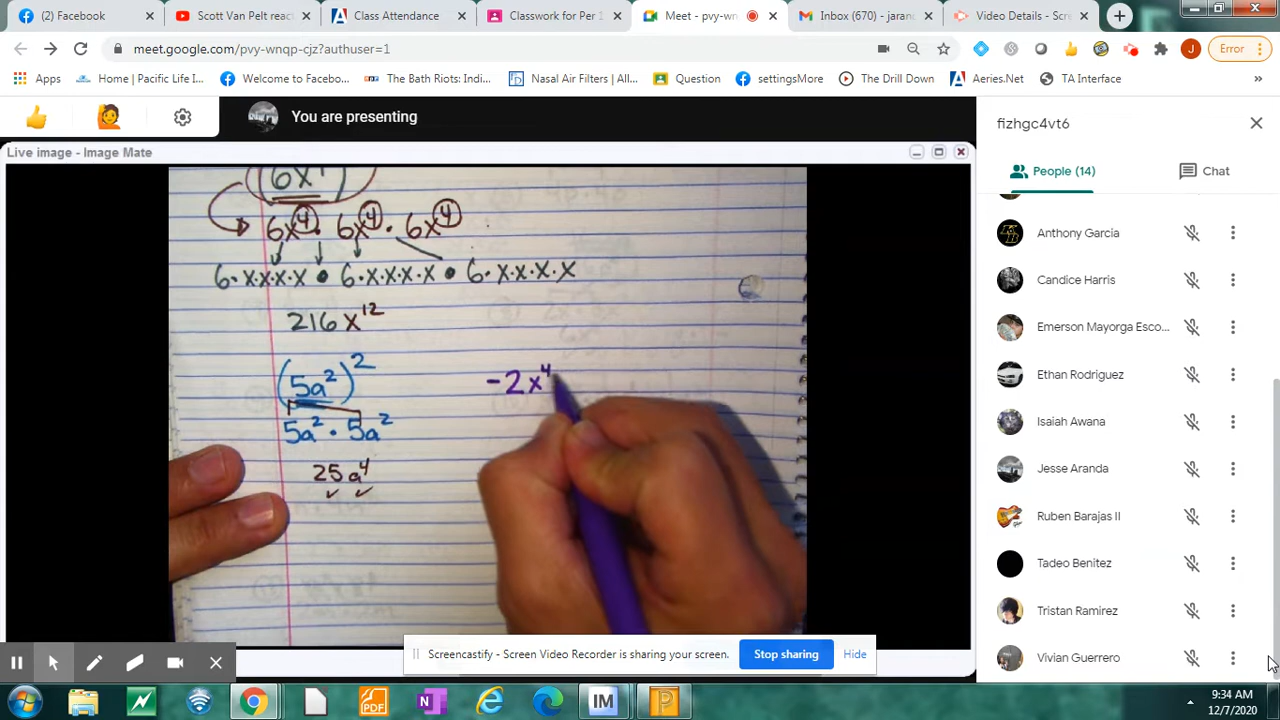 (2) Facebook
Scott Van Pelt react
Class Attendance
Classwork for Per 1
Meet - pvy-wnqp
Inbox (670) - jaran
Video Details - Scr
meet.google.com/pvy-wnqp-cjz?authuser=1
J
Error
Apps
Home | Pacific Life I...
Welcome to Facebo...
The Bath Riots: Indi...
Nasal Air Filters | All...
Question
settingsMore
The Drill Down
Aeries.Net
TA Interface
»
You are presenting
fizhgc4vt6
Live image - Image Mate
People (14)
Chat
6x⁴ · 6x⁴ · 6x⁴
6·x·x·x·x • 6·x·x·x·x • 6·x·x·x·x
216x¹²
(5a²)²
-2x⁴
5a² · 5a²
25a⁴
Anthony Garcia
Candice Harris
Emerson Mayorga Esco...
Ethan Rodriguez
Isaiah Awana
Jesse Aranda
Ruben Barajas II
Tadeo Benitez
Tristan Ramirez
Vivian Guerrero
Screencastify - Screen Video Recorder is sharing your screen.
Stop sharing
Hide
PDF
N
IM
P
9:34 AM
12/7/2020